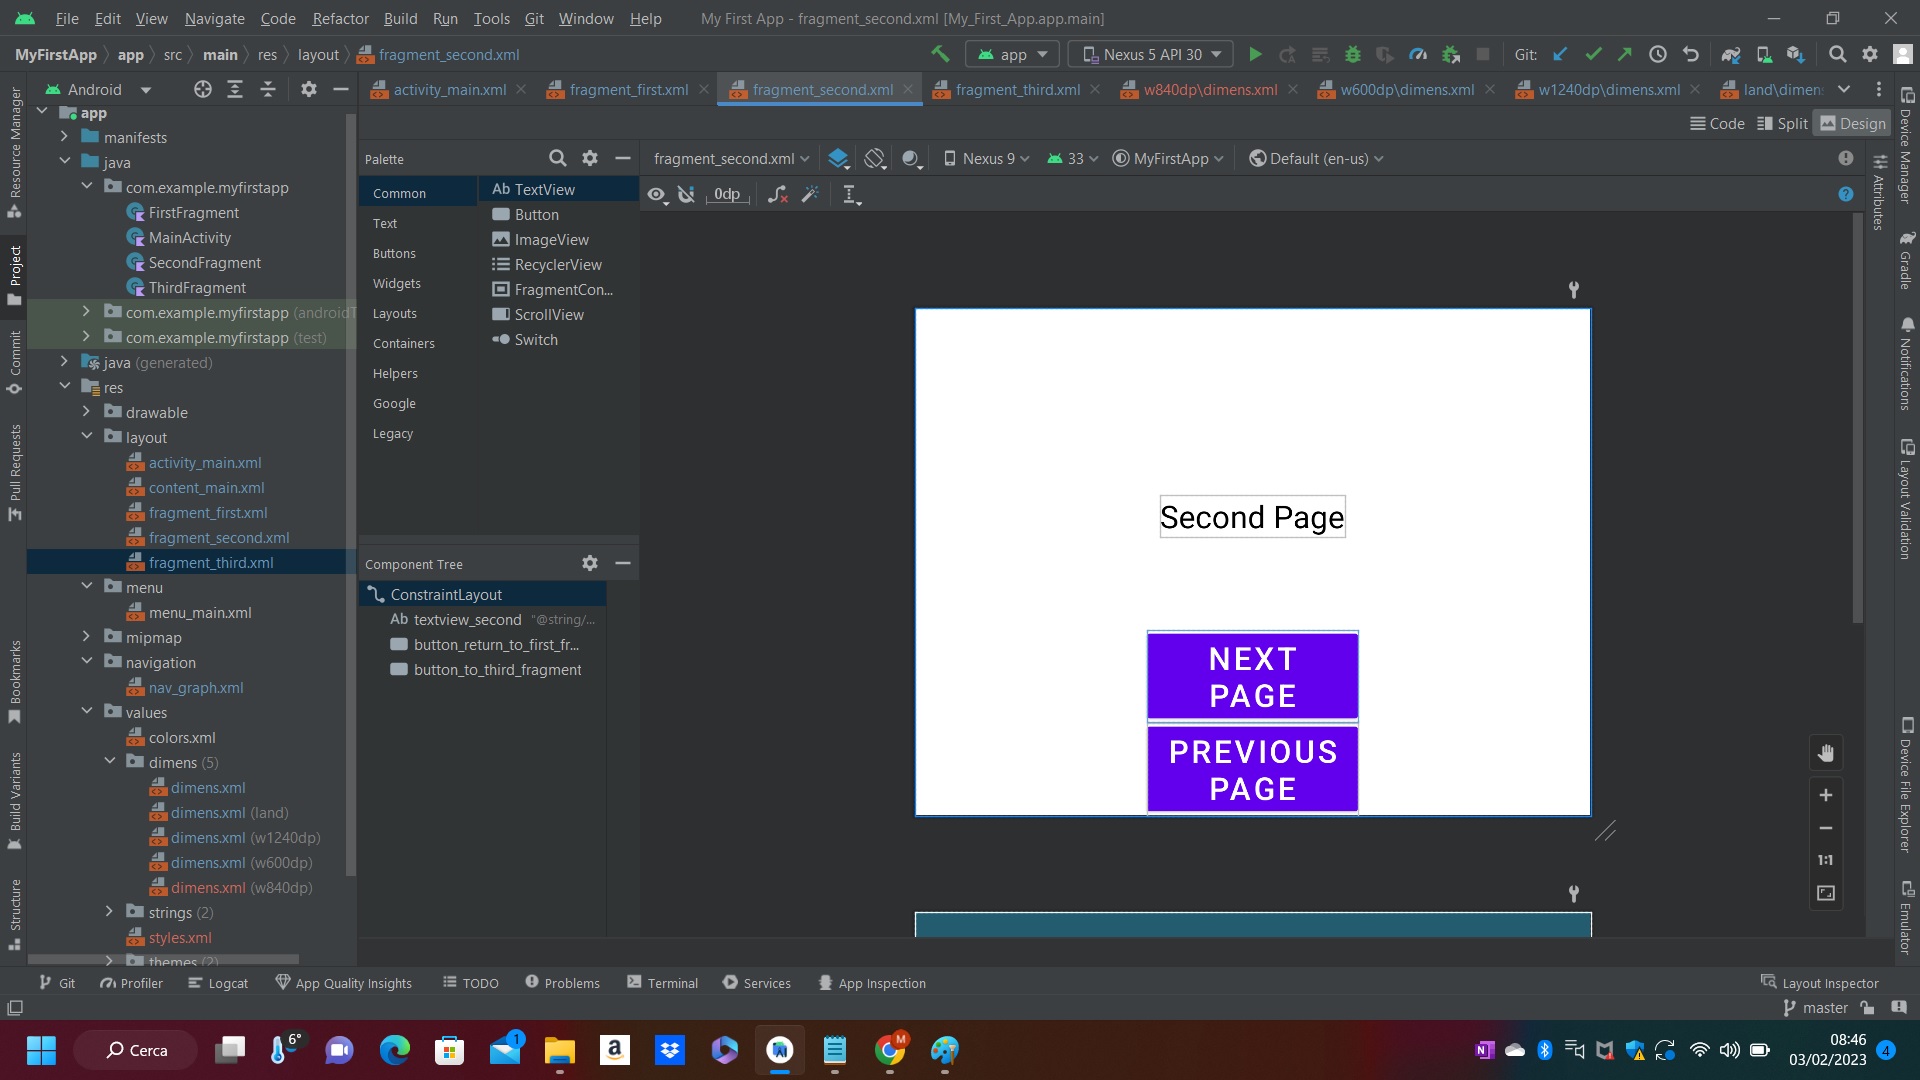 File Edit View Navigate Code Refactor Build Run Tools Git Window Help My First App - fragment_second.xml [My_First_App.app.main]
MyFirstApp app src main res layout fragment_second.xml app Nexus 5 API 30 Git:
Android activity_main.xml fragment_first.xml fragment_second.xml fragment_third.xml w840dp\dimens.xml w600dp\dimens.xml w1240dp\dimens.xml land\dimen
Code Split Design
Palette
fragment_second.xml Nexus 9 33 MyFirstApp Default (en-us)
0dp
Common
Text
Buttons
Widgets
Layouts
Containers
Helpers
Google
Legacy
Ab TextView
Button
ImageView
RecyclerView
FragmentCon...
ScrollView
Switch
app
manifests
java
com.example.myfirstapp
FirstFragment
MainActivity
SecondFragment
ThirdFragment
com.example.myfirstapp (androidT
com.example.myfirstapp (test)
java (generated)
res
drawable
layout
activity_main.xml
content_main.xml
fragment_first.xml
fragment_second.xml
fragment_third.xml
menu
menu_main.xml
mipmap
navigation
nav_graph.xml
values
colors.xml
dimens (5)
dimens.xml
dimens.xml (land)
dimens.xml (w1240dp)
dimens.xml (w600dp)
dimens.xml (w840dp)
strings (2)
styles.xml
themes (2)
Component Tree
ConstraintLayout
Ab textview_second "@string/...
button_return_to_first_fr...
button_to_third_fragment
Second Page
NEXT
PAGE
PREVIOUS
PAGE
1:1
Resource Manager
Project
Commit
Pull Requests
Bookmarks
Build Variants
Structure
Attributes
Device Manager
Gradle
Notifications
Layout Validation
Device File Explorer
Emulator
Git Profiler Logcat App Quality Insights TODO Problems Terminal Services App Inspection Layout Inspector
master
Cerca 6° 1 M
08:46
03/02/2023 4